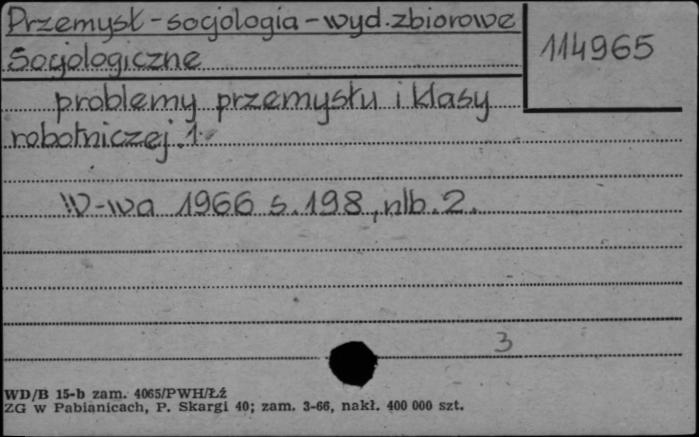 Przemysł - socjologia - wyd. zbiorowe
114965
Socjologiczne
problemy przemysłu i klasy
robotniczej. 1.
W-wa 1966 s. 198, nlb. 2.
3
WD/B 15-b zam. 4065/PWH/Łź
ZG w Pabianicach, P. Skargi 40; zam. 3-66, nakł. 400 000 szt.